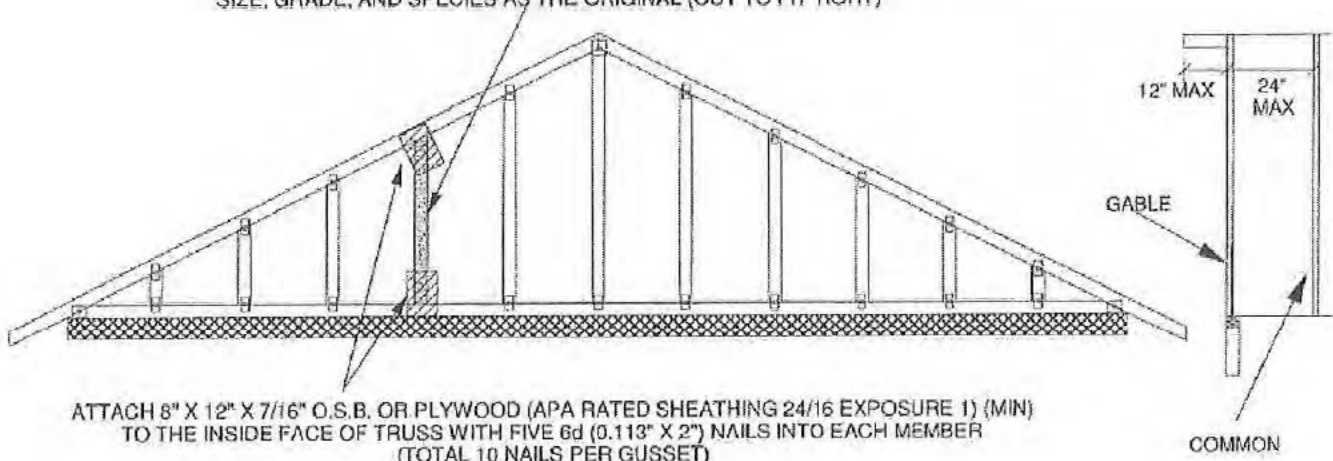 SIZE, GRADE, AND SPECIES AS THE ORIGINAL (CUT TO FIT TIGHT)
12" MAX
24"
MAX
GABLE
ATTACH 8" X 12" X 7/16" O.S.B. OR PLYWOOD (APA RATED SHEATHING 24/16 EXPOSURE 1) (MIN)
TO THE INSIDE FACE OF TRUSS WITH FIVE 6d (0.113" X 2") NAILS INTO EACH MEMBER
(TOTAL 10 NAILS PER GUSSET)
COMMON